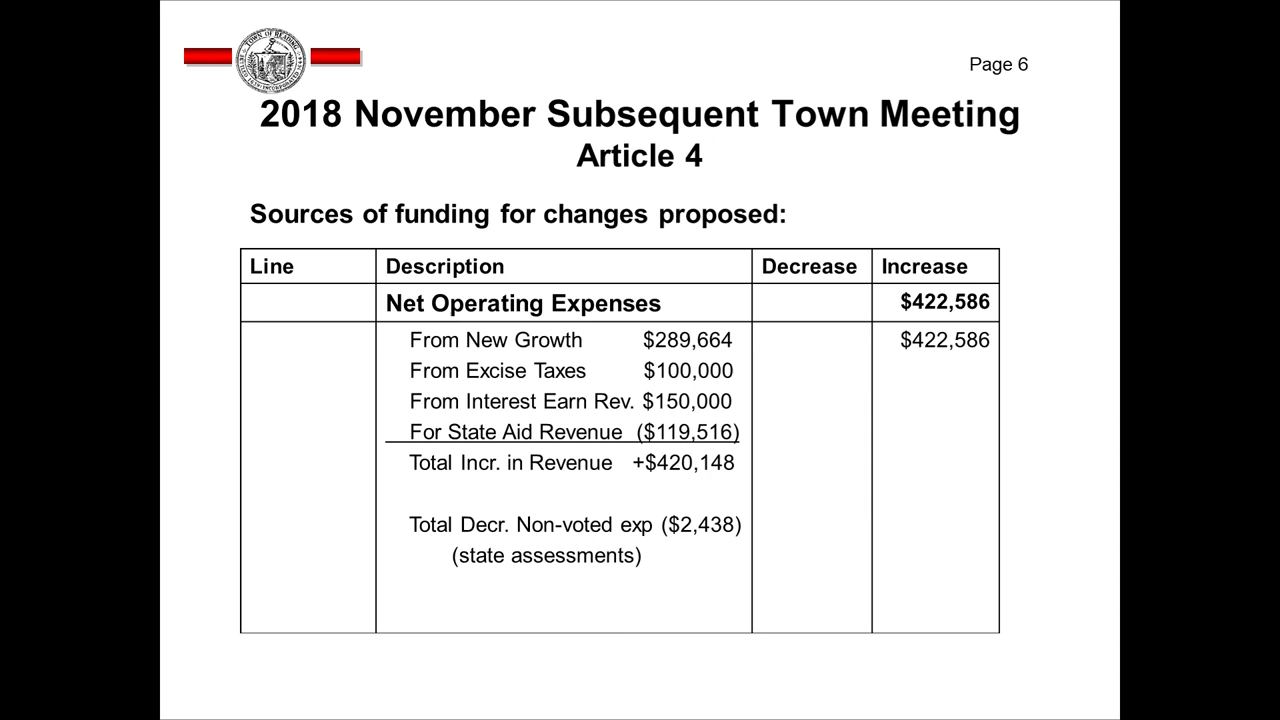 TOWN OF READING
Page 6
2018 November Subsequent Town Meeting
Article 4
Sources of funding for changes proposed:
Line Description Decrease Increase
Net Operating Expenses $422,586
From New Growth $289,664 $422,586
From Excise Taxes $100,000
From Interest Earn Rev. $150,000
For State Aid Revenue ($119,516)
Total Incr. in Revenue +$420,148
Total Decr. Non-voted exp ($2,438)
(state assessments)